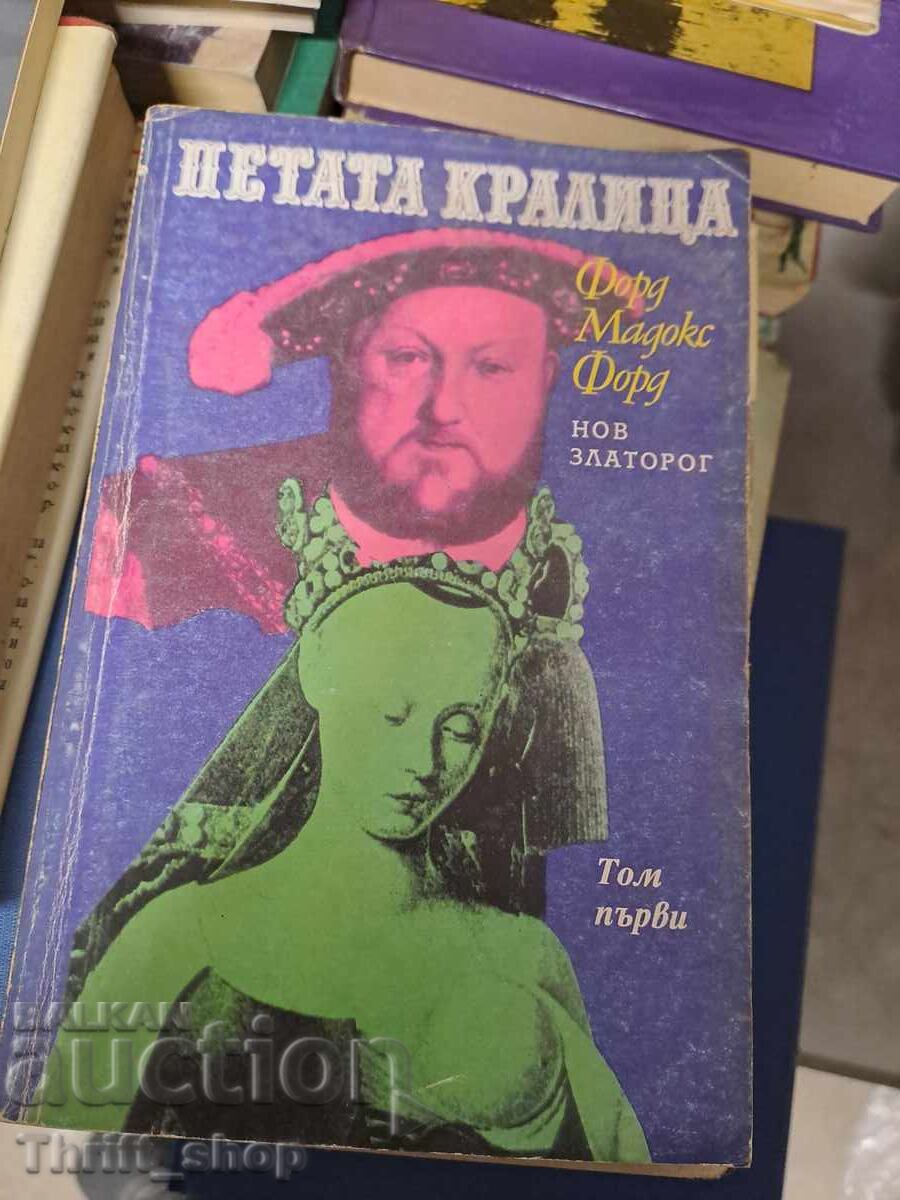 ПЕТАТА КРАЛИЦА
Форд
Мадокс
Форд
НОВ
ЗЛАТОРОГ
Том
първи
BALKAN
auction
Thrift_shop